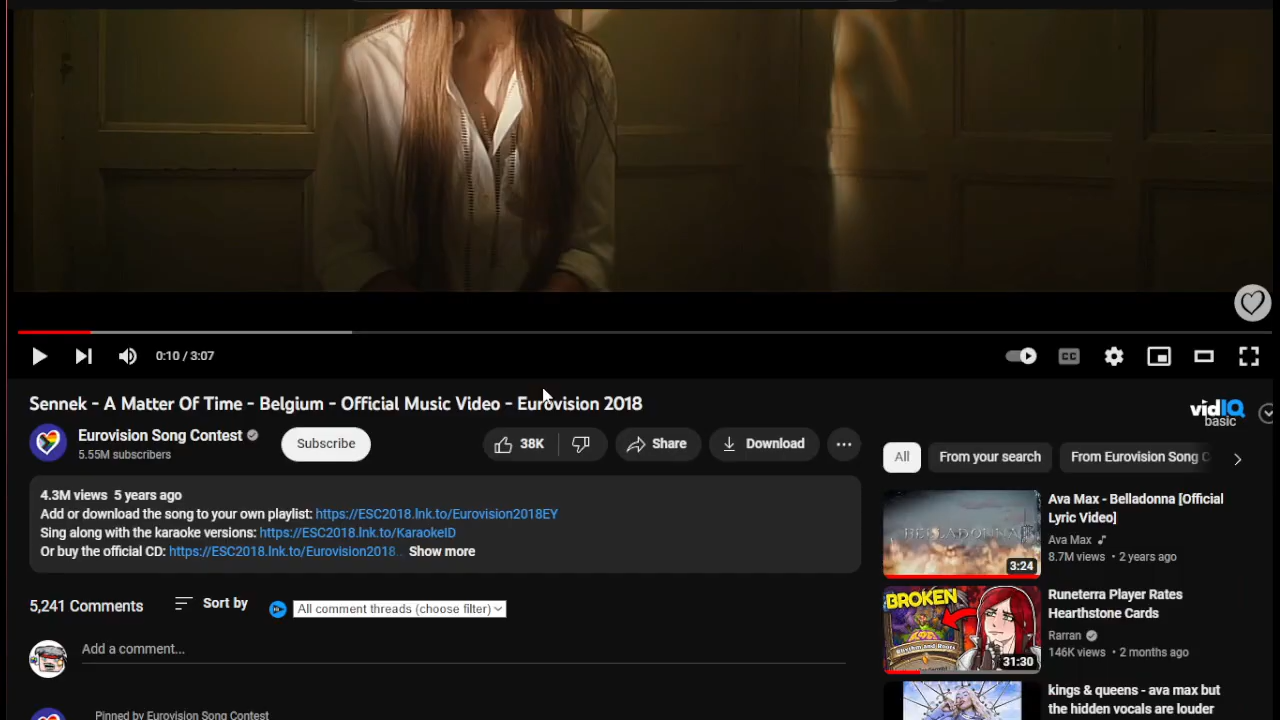 0:10 / 3:07
CC
Sennek - A Matter Of Time - Belgium - Official Music Video - Eurovision 2018
vidIQ
basic
Eurovision Song Contest
5.55M subscribers
Subscribe
38K
Share
Download
All
From your search
From Eurovision Song C
4.3M views 5 years ago
Add or download the song to your own playlist: https://ESC2018.lnk.to/Eurovision2018EY
Sing along with the karaoke versions: https://ESC2018.lnk.to/KaraokeID
Or buy the official CD: https://ESC2018.lnk.to/Eurovision2018... Show more
5,241 Comments
Sort by
All comment threads (choose filter)
Add a comment...
Pinned by Eurovision Song Contest
BELLADONNA
3:24
Ava Max - Belladonna [Official
Lyric Video]
Ava Max
8.7M views • 2 years ago
BROKEN
Rhythm and Roots
31:30
Runeterra Player Rates
Hearthstone Cards
Rarran
146K views • 2 months ago
kings & queens - ava max but
the hidden vocals are louder